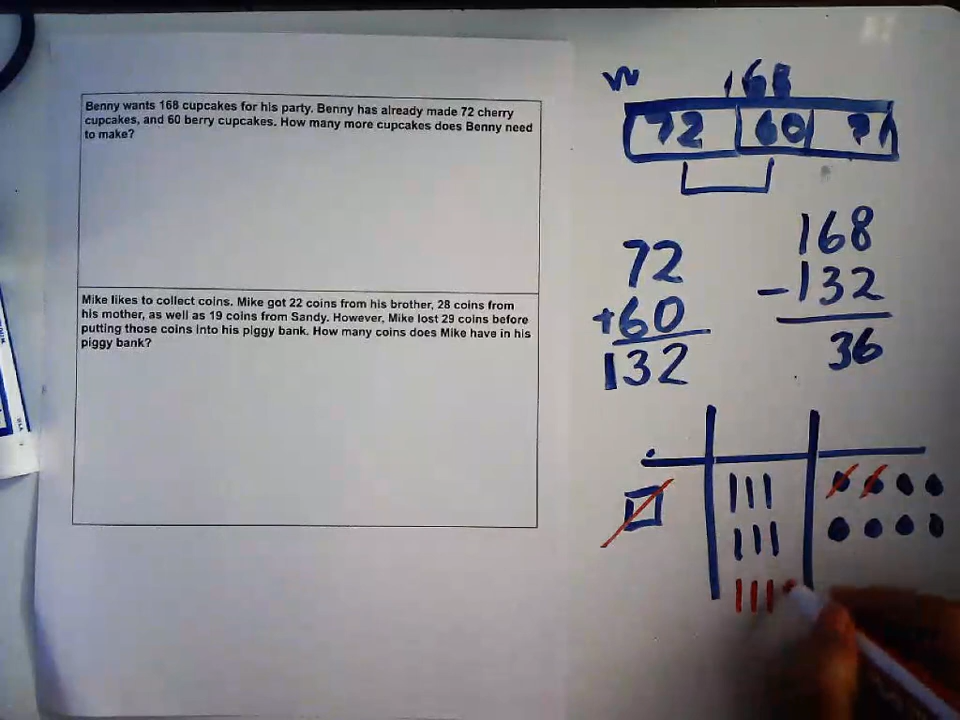 Benny wants 168 cupcakes for his party. Benny has already made 72 cherry
cupcakes, and 60 berry cupcakes. How many more cupcakes does Benny need
to make?
Mike likes to collect coins. Mike got 22 coins from his brother, 28 coins from
his mother, as well as 19 coins from Sandy. However, Mike lost 29 coins before
putting those coins into his piggy bank. How many coins does Mike have in his
piggy bank?
168
72 60
72
+60
132
168
-132
36